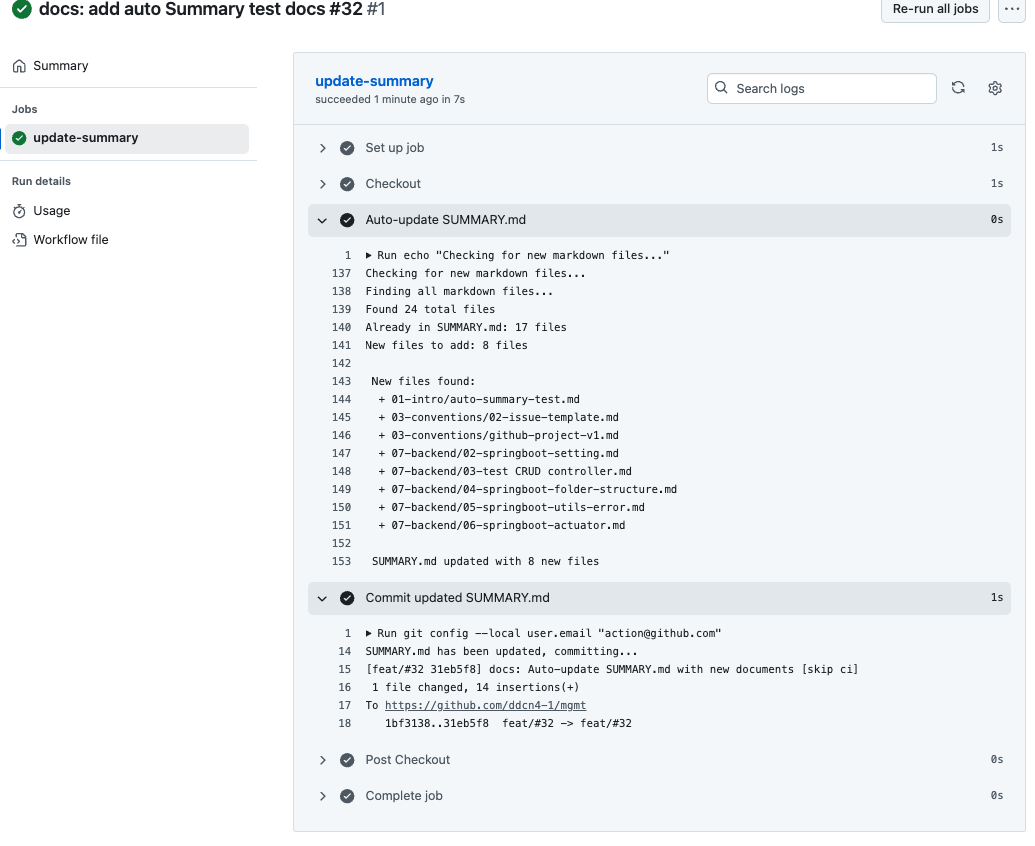 docs: add auto Summary test docs #32 #1
Re-run all jobs
...
Summary
Jobs
update-summary
Run details
Usage
Workflow file
update-summary
succeeded 1 minute ago in 7s
Search logs
Set up job 1s
Checkout 1s
Auto-update SUMMARY.md 0s
1 Run echo "Checking for new markdown files..."
137 Checking for new markdown files...
138 Finding all markdown files...
139 Found 24 total files
140 Already in SUMMARY.md: 17 files
141 New files to add: 8 files
142
143 New files found:
144 + 01-intro/auto-summary-test.md
145 + 03-conventions/02-issue-template.md
146 + 03-conventions/github-project-v1.md
147 + 07-backend/02-springboot-setting.md
148 + 07-backend/03-test CRUD controller.md
149 + 07-backend/04-springboot-folder-structure.md
150 + 07-backend/05-springboot-utils-error.md
151 + 07-backend/06-springboot-actuator.md
152
153 SUMMARY.md updated with 8 new files
Commit updated SUMMARY.md 1s
1 Run git config --local user.email "action@github.com"
14 SUMMARY.md has been updated, committing...
15 [feat/#32 31eb5f8] docs: Auto-update SUMMARY.md with new documents [skip ci]
16 1 file changed, 14 insertions(+)
17 To https://github.com/ddcn4-1/mgmt
18 1bf3138..31eb5f8 feat/#32 -> feat/#32
Post Checkout 0s
Complete job 0s